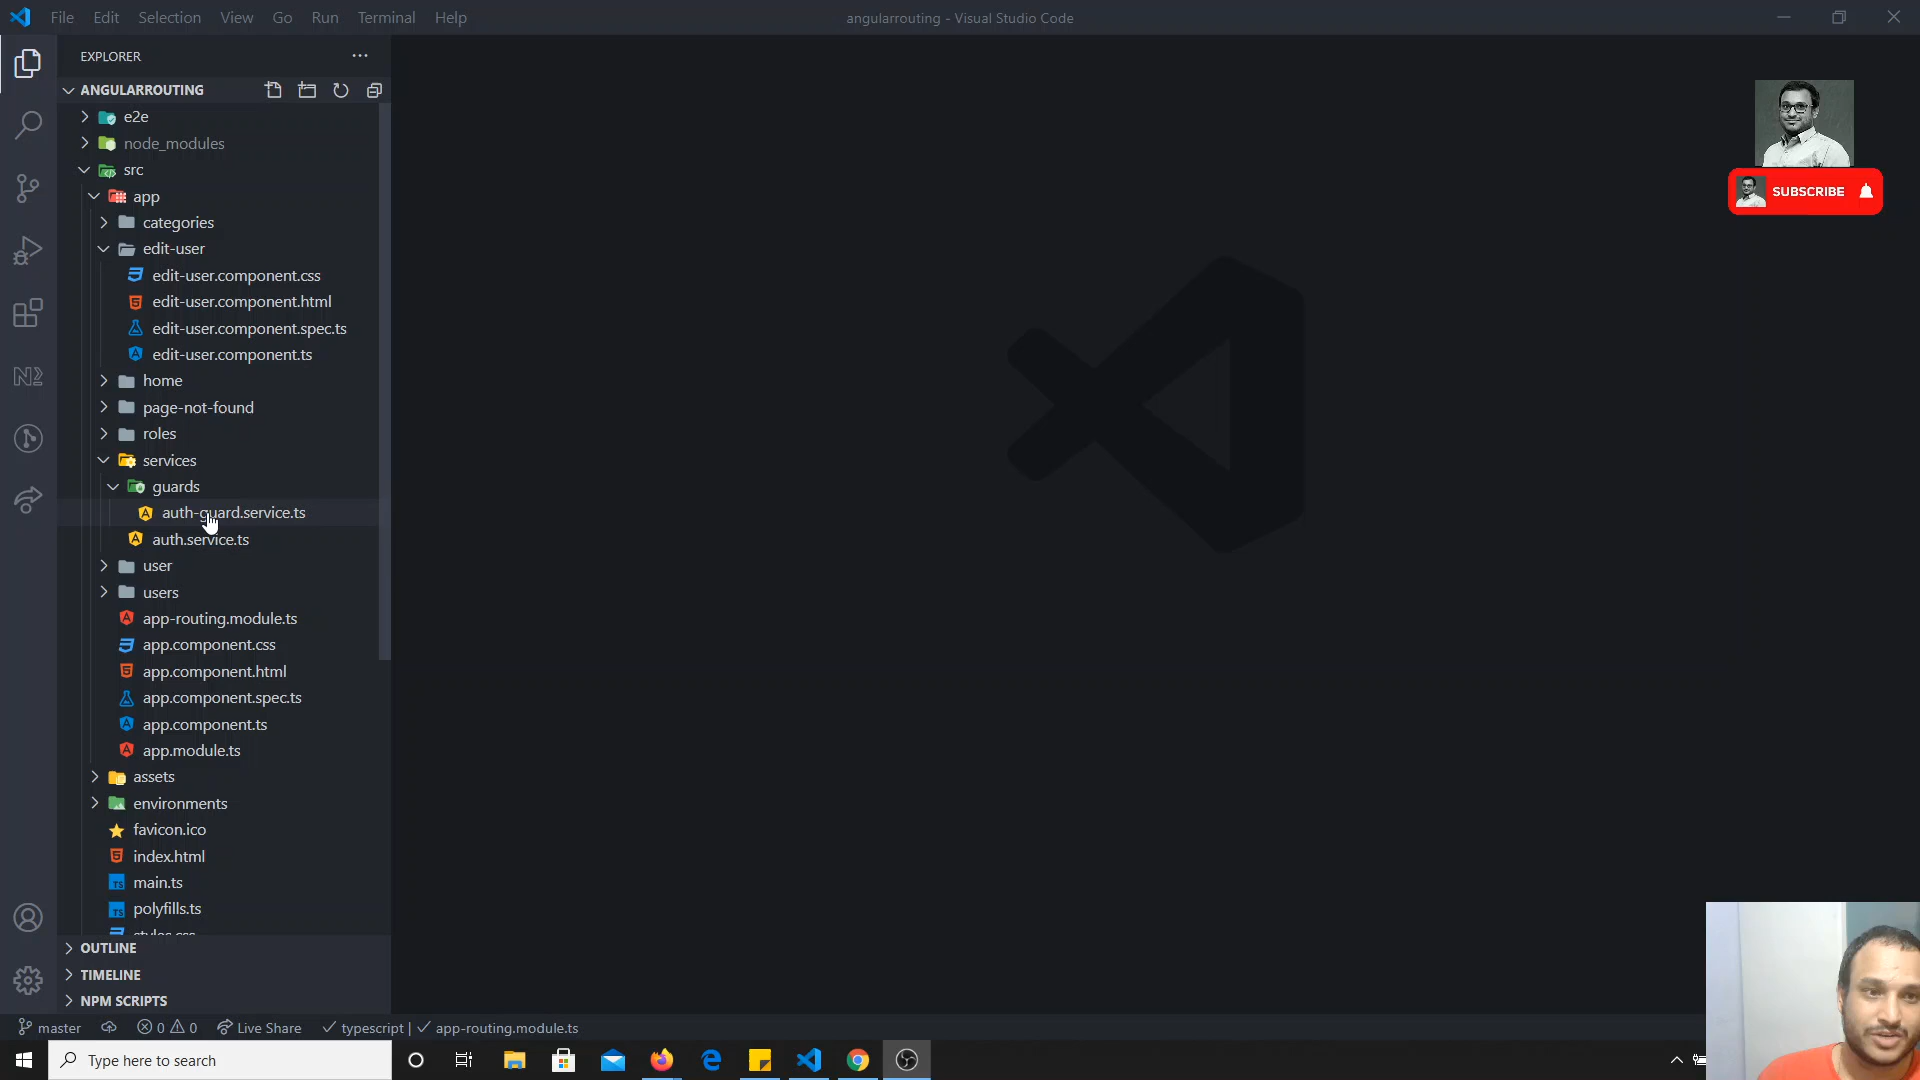 File Edit Selection View Go Run Terminal Help
angularrouting - Visual Studio Code
EXPLORER
ANGULARROUTING
e2e
node_modules
src
app
categories
edit-user
edit-user.component.css
edit-user.component.html
edit-user.component.spec.ts
edit-user.component.ts
home
page-not-found
roles
services
guards
auth-guard.service.ts
auth.service.ts
user
users
app-routing.module.ts
app.component.css
app.component.html
app.component.spec.ts
app.component.ts
app.module.ts
assets
environments
favicon.ico
index.html
main.ts
polyfills.ts
styles.css
OUTLINE
TIMELINE
NPM SCRIPTS
SUBSCRIBE
master 0 0 Live Share typescript | app-routing.module.ts
Type here to search